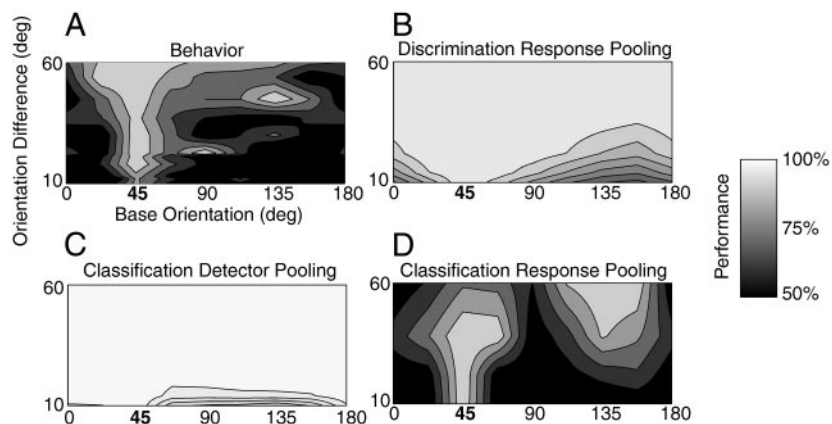 A
Behavior
60
Orientation Difference (deg)
10
0 45 90 135 180
Base Orientation (deg)
B
Discrimination Response Pooling
60
10
0 45 90 135 180
C
Classification Detector Pooling
60
10
0 45 90 135 180
D
Classification Response Pooling
60
10
0 45 90 135 180
Performance
100%
75%
50%